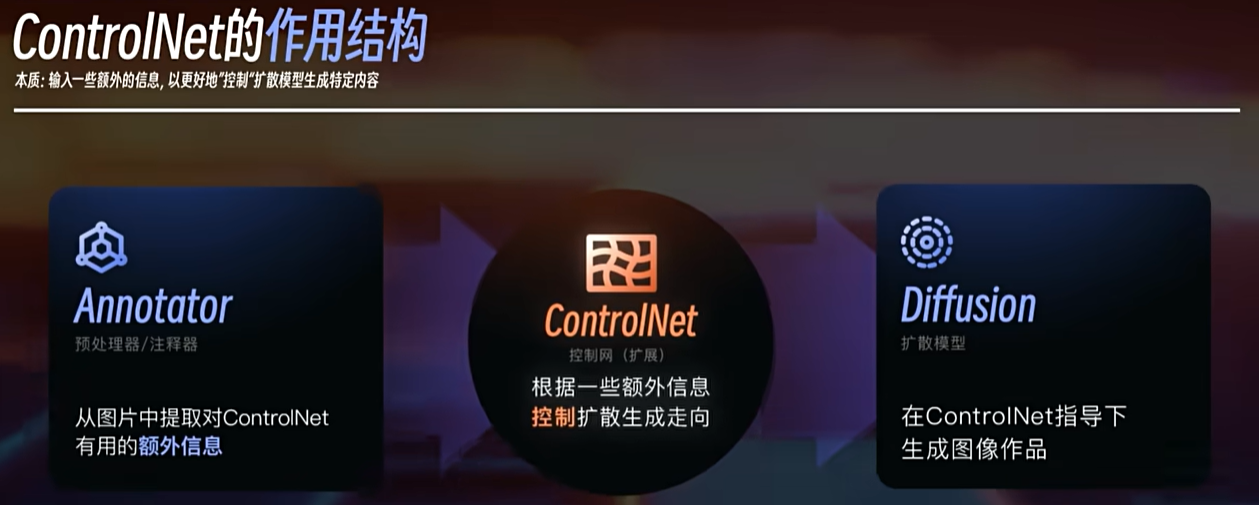 ControlNet的作用结构
本质：输入一些额外的信息，以更好地"控制"扩散模型生成特定内容
Annotator
预处理器/注释器
从图片中提取对ControlNet
有用的额外信息
ControlNet
控制网（扩展）
根据一些额外信息
控制扩散生成走向
Diffusion
扩散模型
在ControlNet指导下
生成图像作品